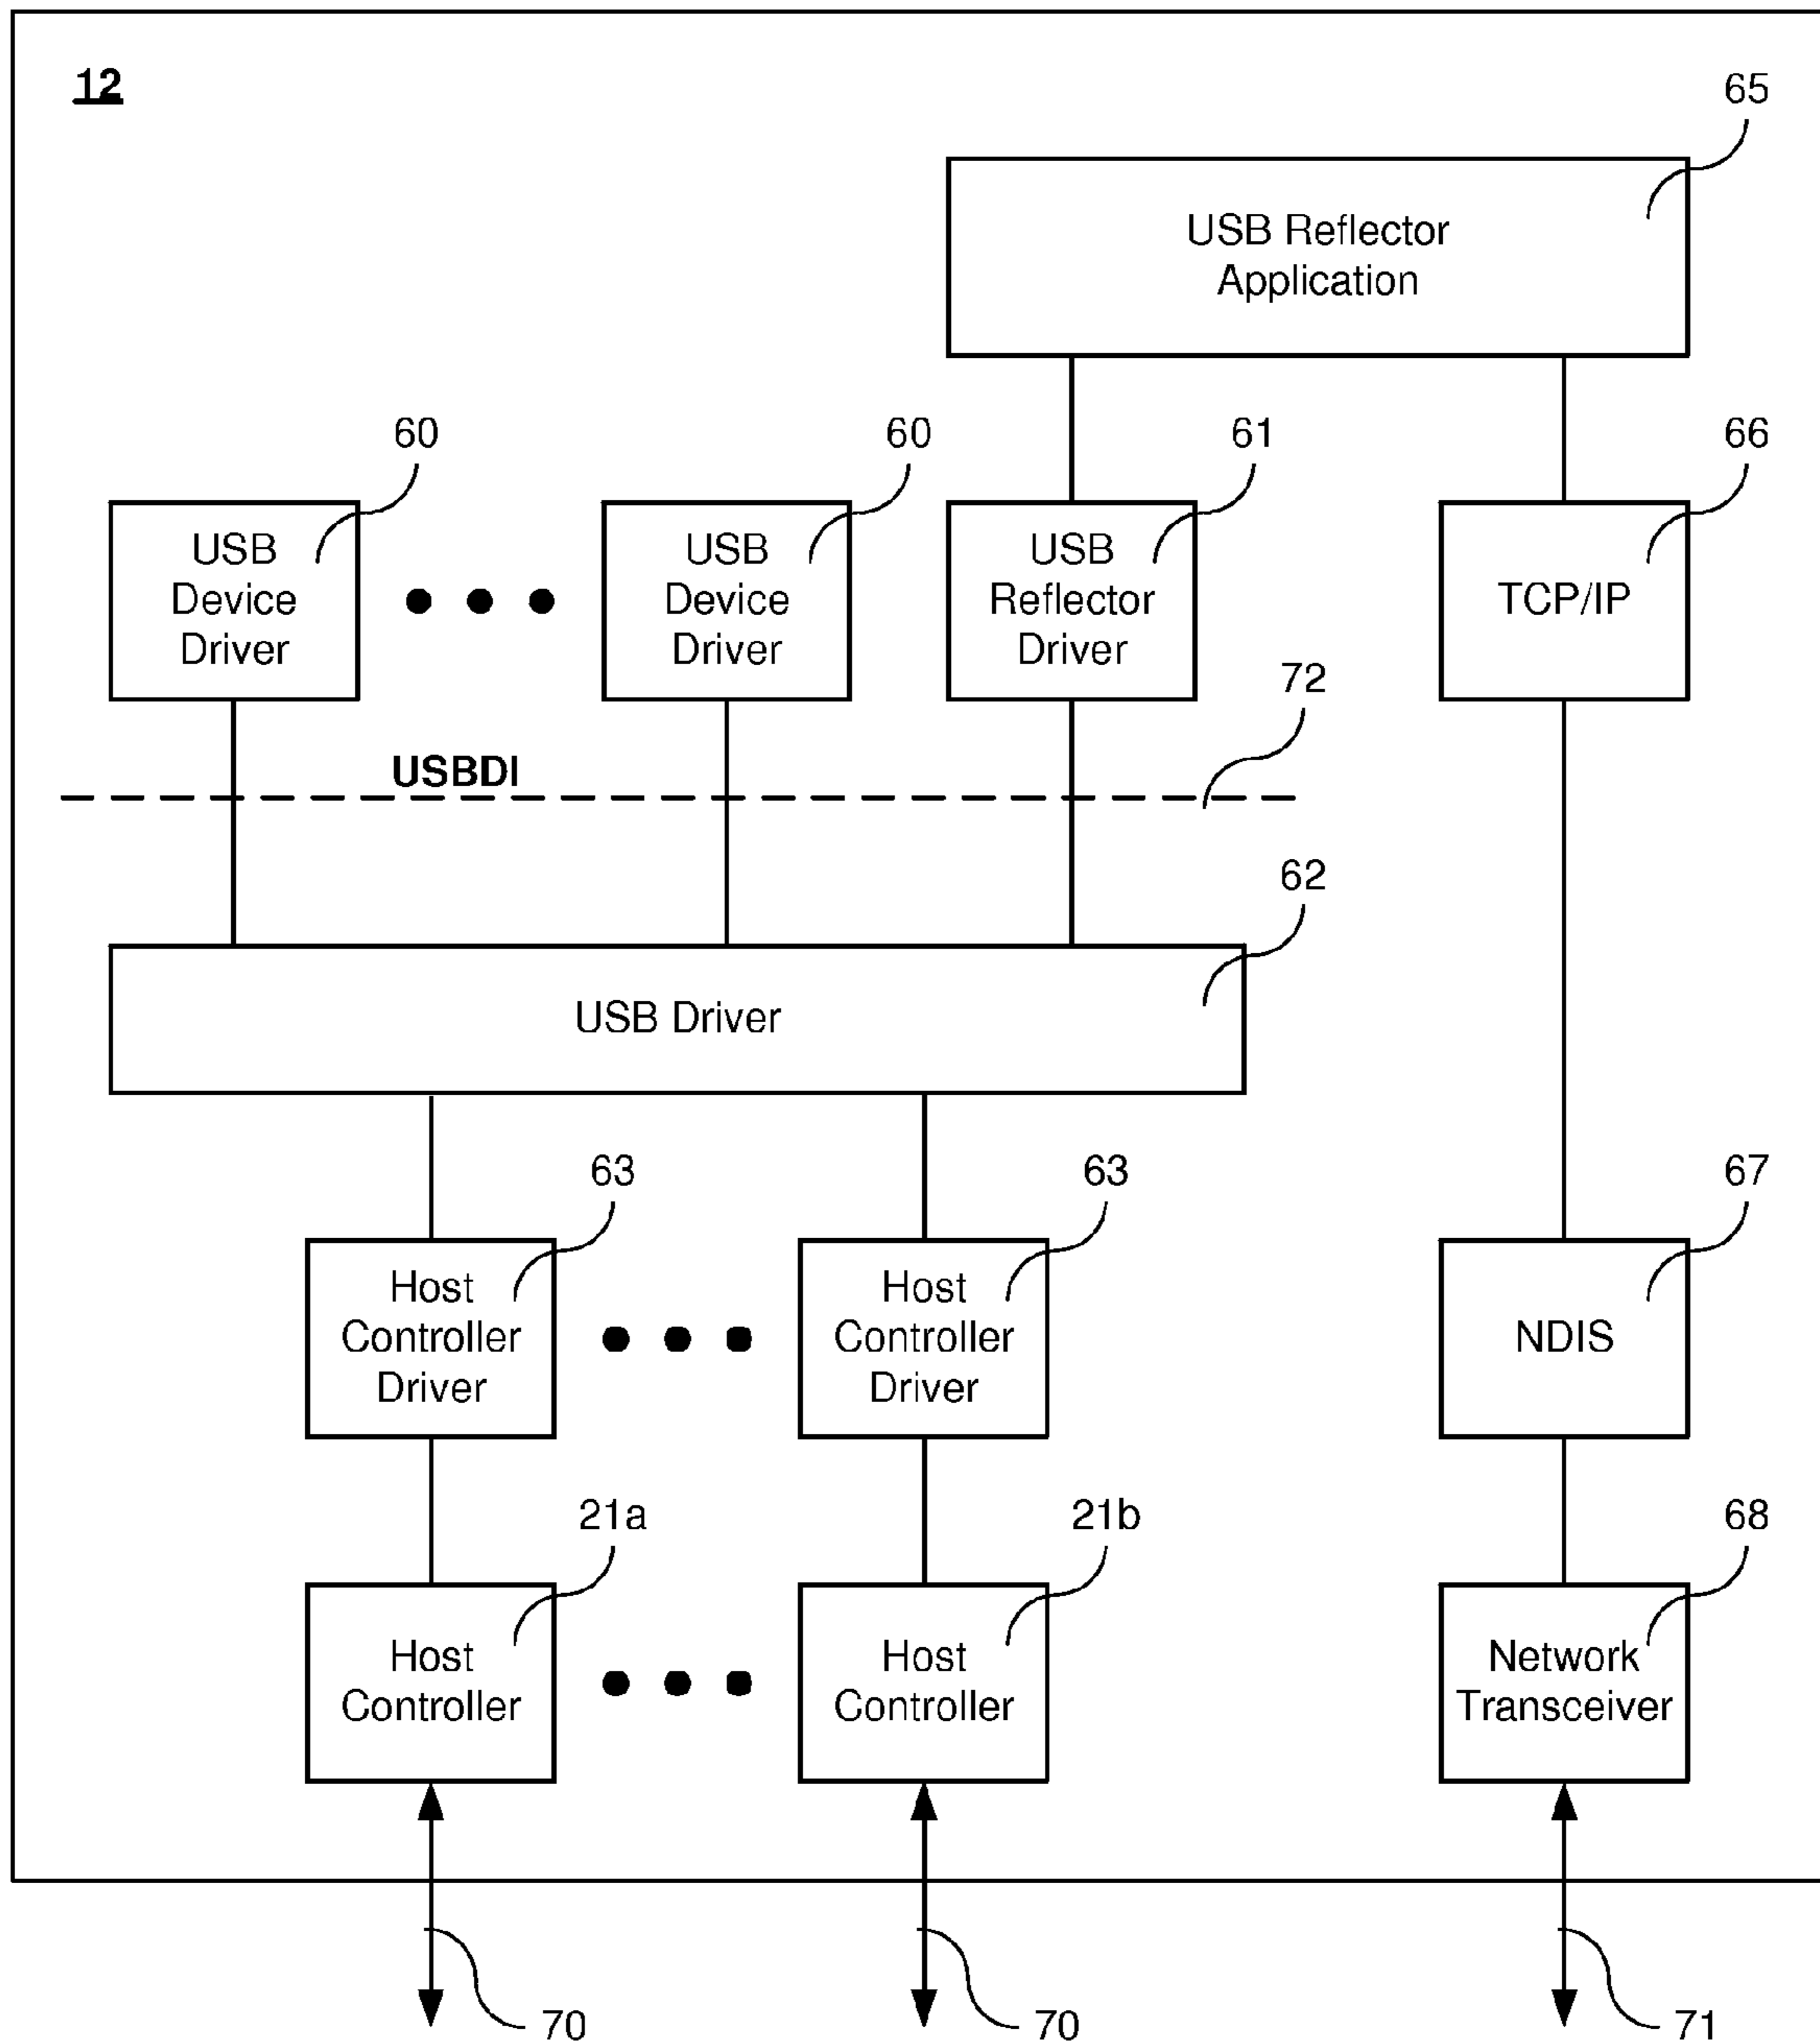 12
65
USB Reflector
Application
60
60
61
66
USB
Device
Driver
USB
Device
Driver
USB
Reflector
Driver
TCP/IP
72
USBDI
62
USB Driver
63
63
67
Host
Controller
Driver
Host
Controller
Driver
NDIS
21a
21b
68
Host
Controller
Host
Controller
Network
Transceiver
70
70
71